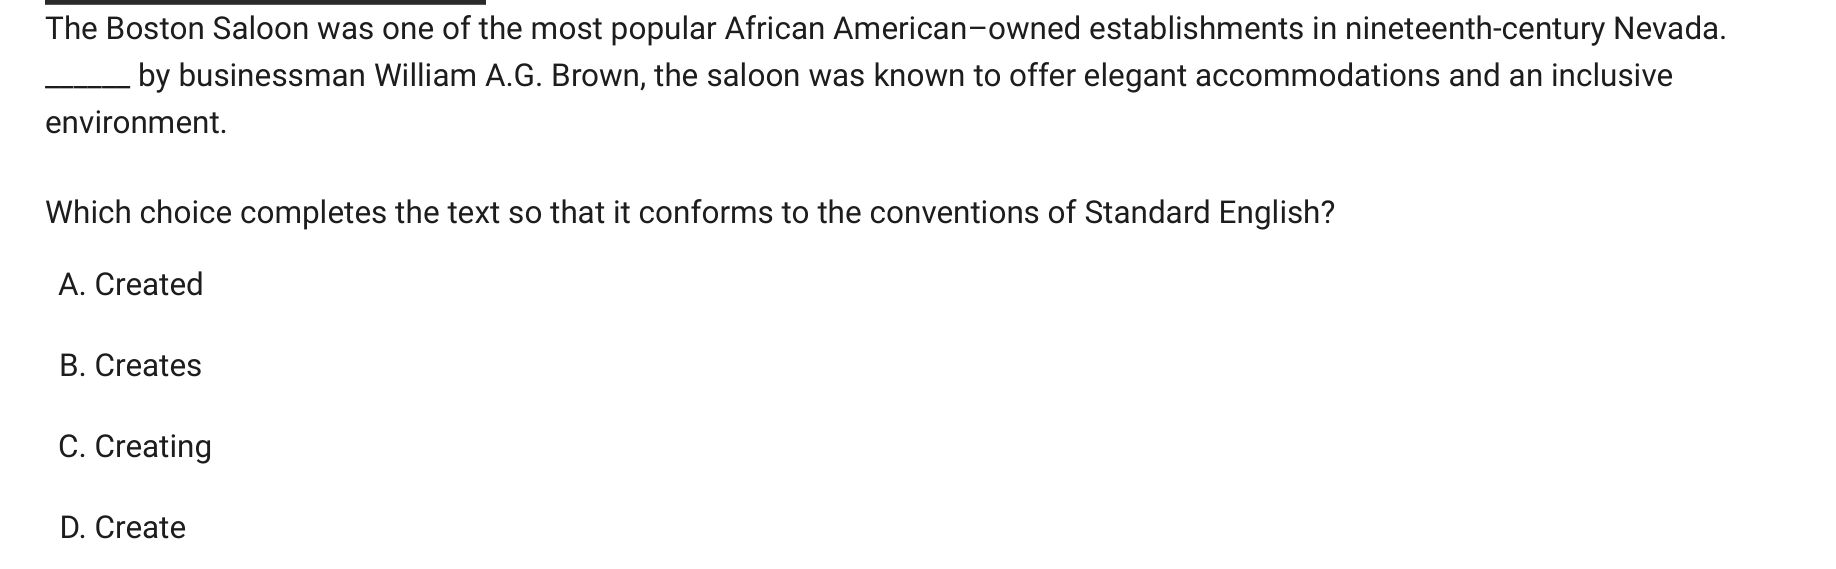 The Boston Saloon was one of the most popular African American–owned establishments in nineteenth-century Nevada.
______ by businessman William A.G. Brown, the saloon was known to offer elegant accommodations and an inclusive
environment.
Which choice completes the text so that it conforms to the conventions of Standard English?
A. Created
B. Creates
C. Creating
D. Create